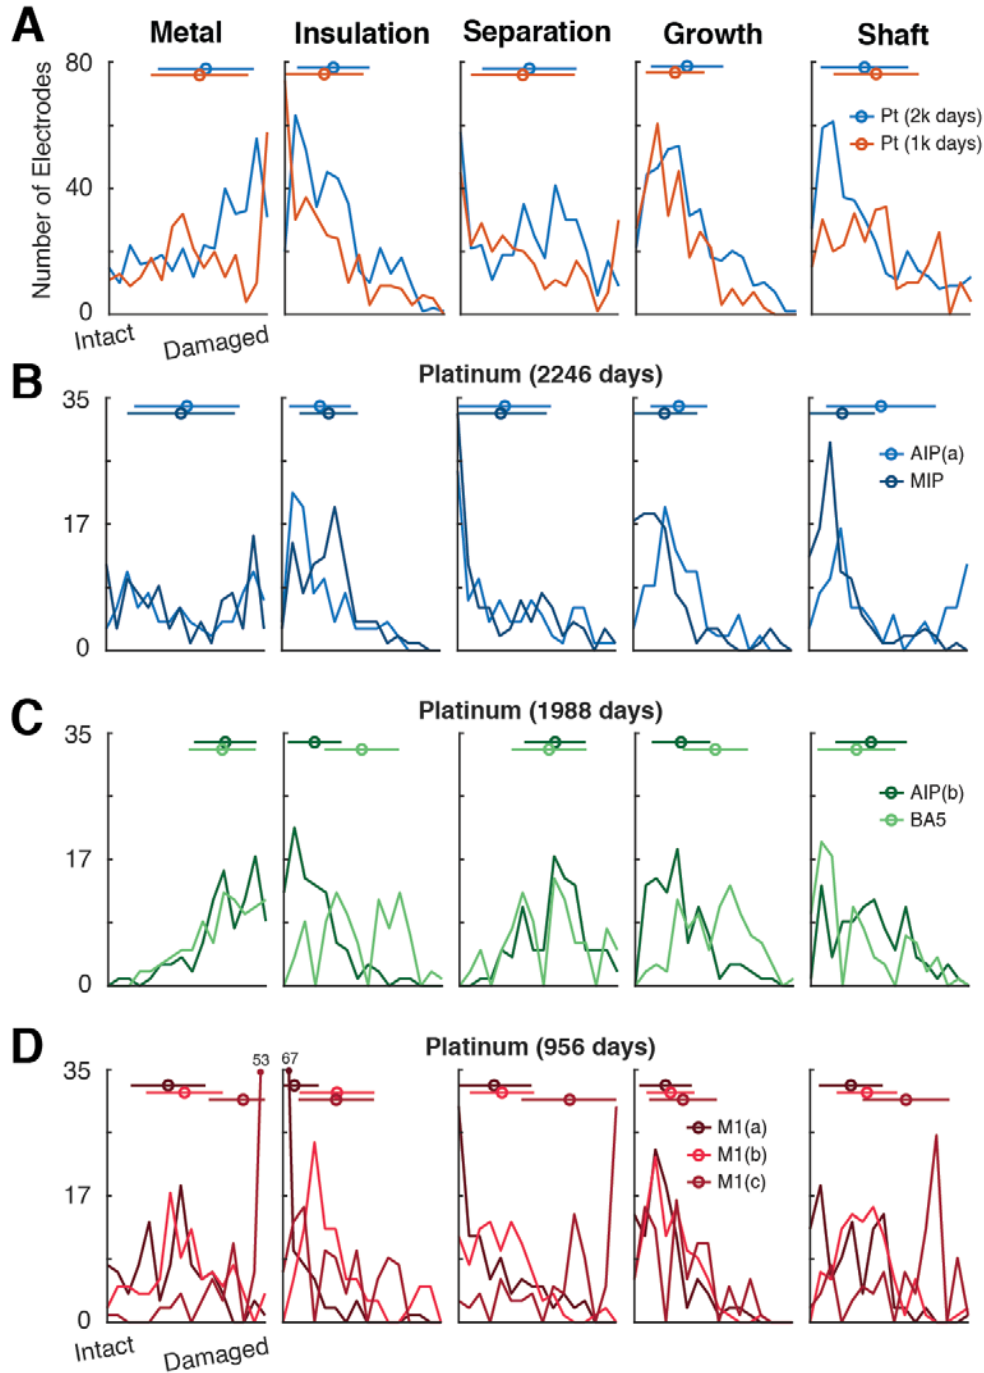 A
Metal Insulation Separation Growth Shaft
Number of Electrodes
80
40
0
Pt (2k days)
Pt (1k days)
Intact Damaged
B
Platinum (2246 days)
35
17
0
AIP(a)
MIP
C
Platinum (1988 days)
35
17
0
AIP(b)
BA5
D
Platinum (956 days)
53 67
35
17
0
M1(a)
M1(b)
M1(c)
Intact Damaged